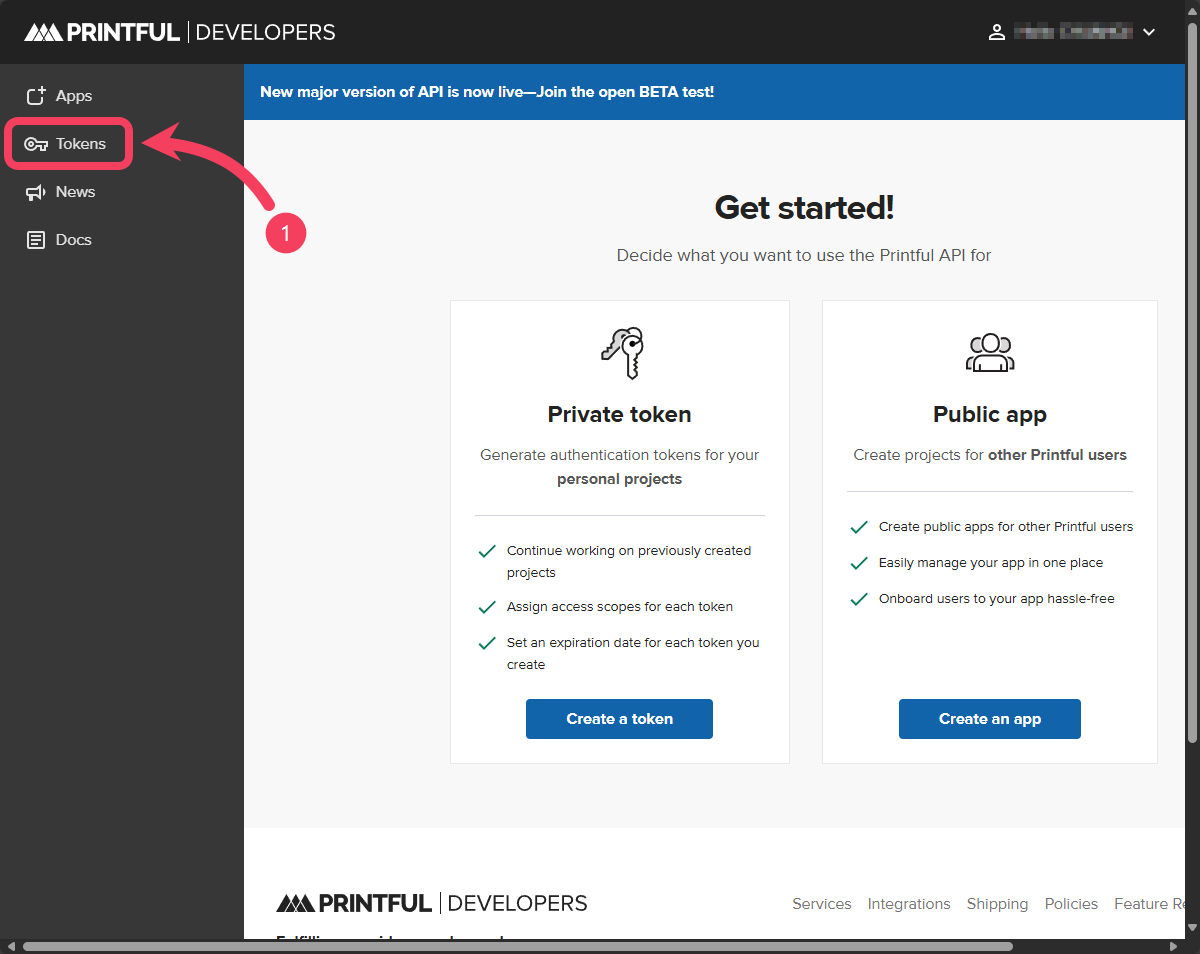 PRINTFUL DEVELOPERS
Apps
Tokens
News
Docs
1
New major version of API is now live—Join the open BETA test!
Get started!
Decide what you want to use the Printful API for
Private token
Generate authentication tokens for your
personal projects
Continue working on previously created
projects
Assign access scopes for each token
Set an expiration date for each token you
create
Create a token
Public app
Create projects for other Printful users
Create public apps for other Printful users
Easily manage your app in one place
Onboard users to your app hassle-free
Create an app
PRINTFUL DEVELOPERS
Services Integrations Shipping Policies Feature